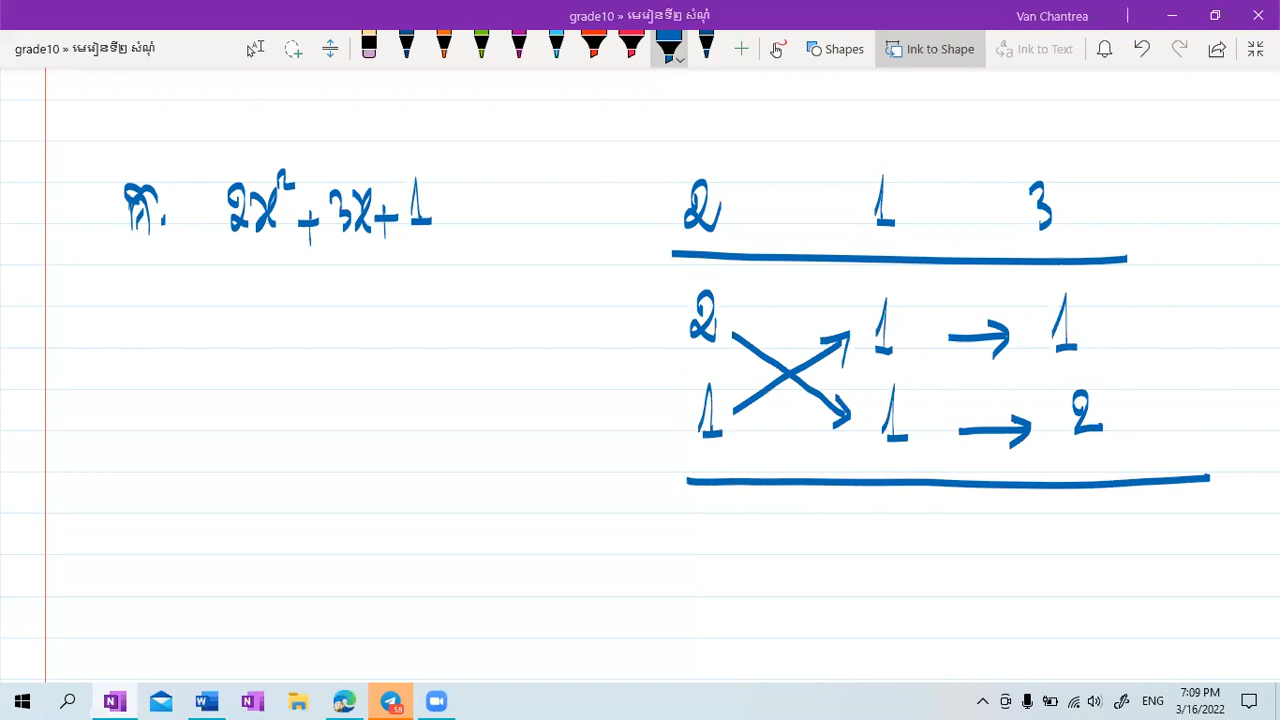 grade10 » មេរៀនទី២ សំណុំ
Van Chantrea
grade10 » មេរៀនទី២ សំណុំ
Shapes
Ink to Shape
Ink to Text
2x² + 3x + 1
2 1 3
2 1 → 1
1 1 → 2
58
ENG
7:09 PM
3/16/2022